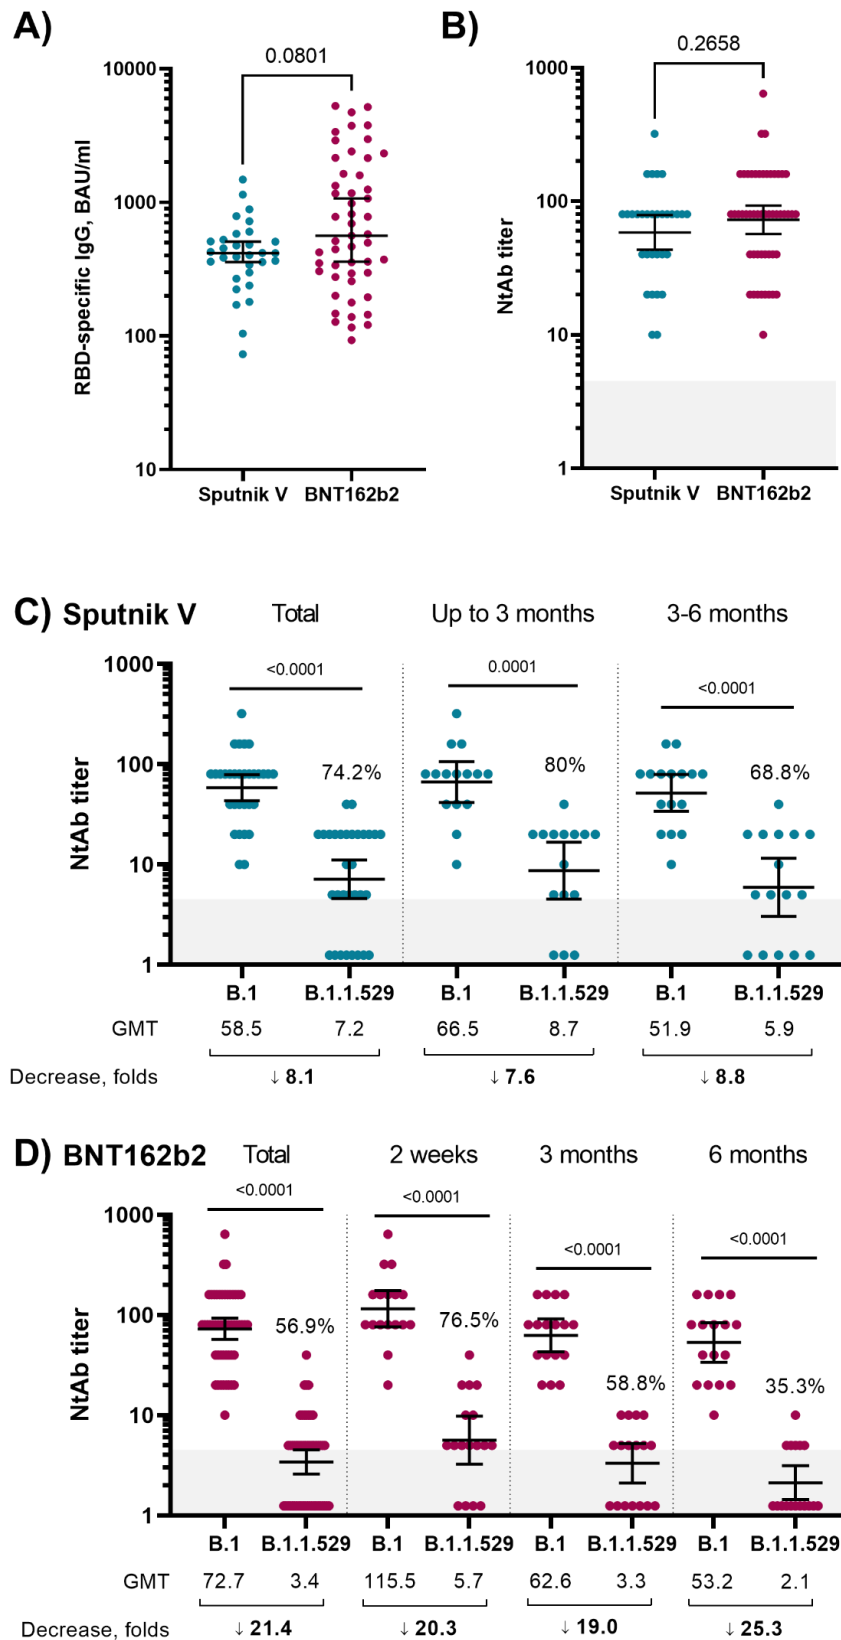 A)
0.0801
RBD-specific IgG, BAU/ml
10000
1000
100
10
Sputnik V BNT162b2
B)
0.2658
NtAb titer
1000
100
10
1
Sputnik V BNT162b2
C) Sputnik V Total Up to 3 months 3-6 months
<0.0001 0.0001 <0.0001
74.2% 80% 68.8%
NtAb titer
1000
100
10
1
B.1 B.1.1.529 B.1 B.1.1.529 B.1 B.1.1.529
GMT 58.5 7.2 66.5 8.7 51.9 5.9
Decrease, folds ↓ 8.1 ↓ 7.6 ↓ 8.8
D) BNT162b2 Total 2 weeks 3 months 6 months
<0.0001 <0.0001 <0.0001 <0.0001
56.9% 76.5% 58.8% 35.3%
NtAb titer
1000
100
10
1
B.1 B.1.1.529 B.1 B.1.1.529 B.1 B.1.1.529 B.1 B.1.1.529
GMT 72.7 3.4 115.5 5.7 62.6 3.3 53.2 2.1
Decrease, folds ↓ 21.4 ↓ 20.3 ↓ 19.0 ↓ 25.3